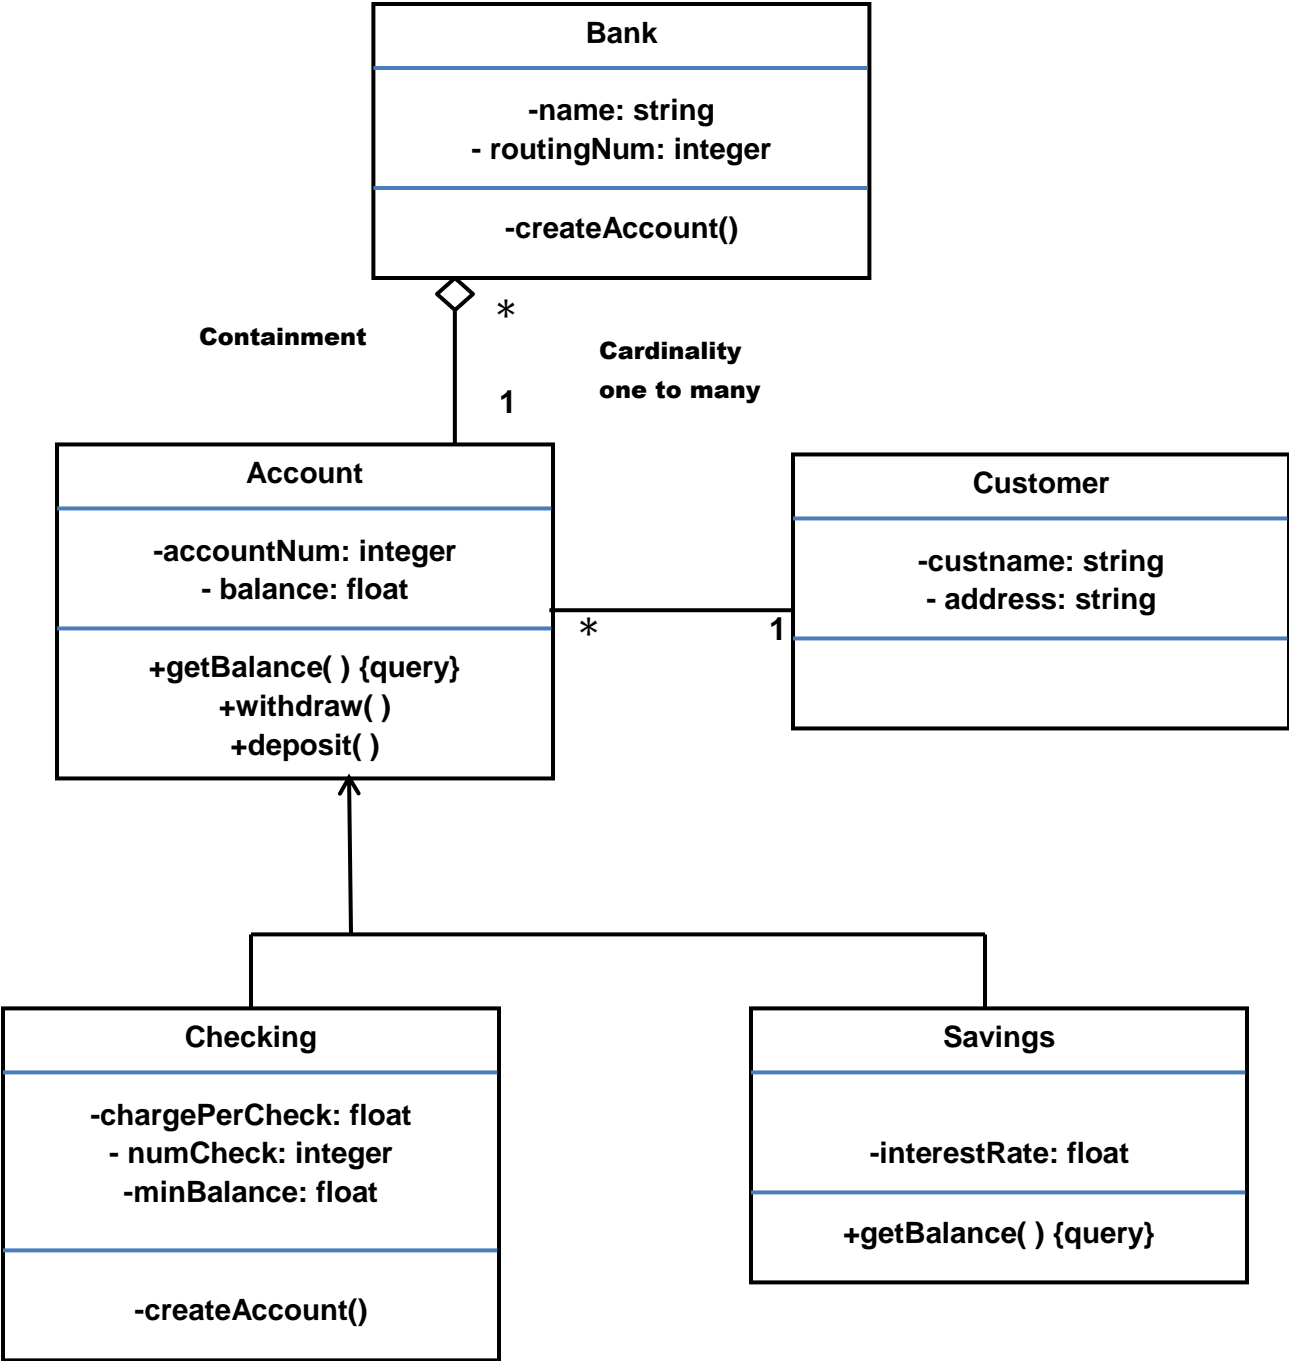 Bank
-name: string
- routingNum: integer
-createAccount()
*
Containment
Cardinality
one to many
1
Account
-accountNum: integer
- balance: float
+getBalance( ) {query}
+withdraw( )
+deposit( )
*
1
Customer
-custname: string
- address: string
Checking
-chargePerCheck: float
- numCheck: integer
-minBalance: float
-createAccount()
Savings
-interestRate: float
+getBalance( ) {query}